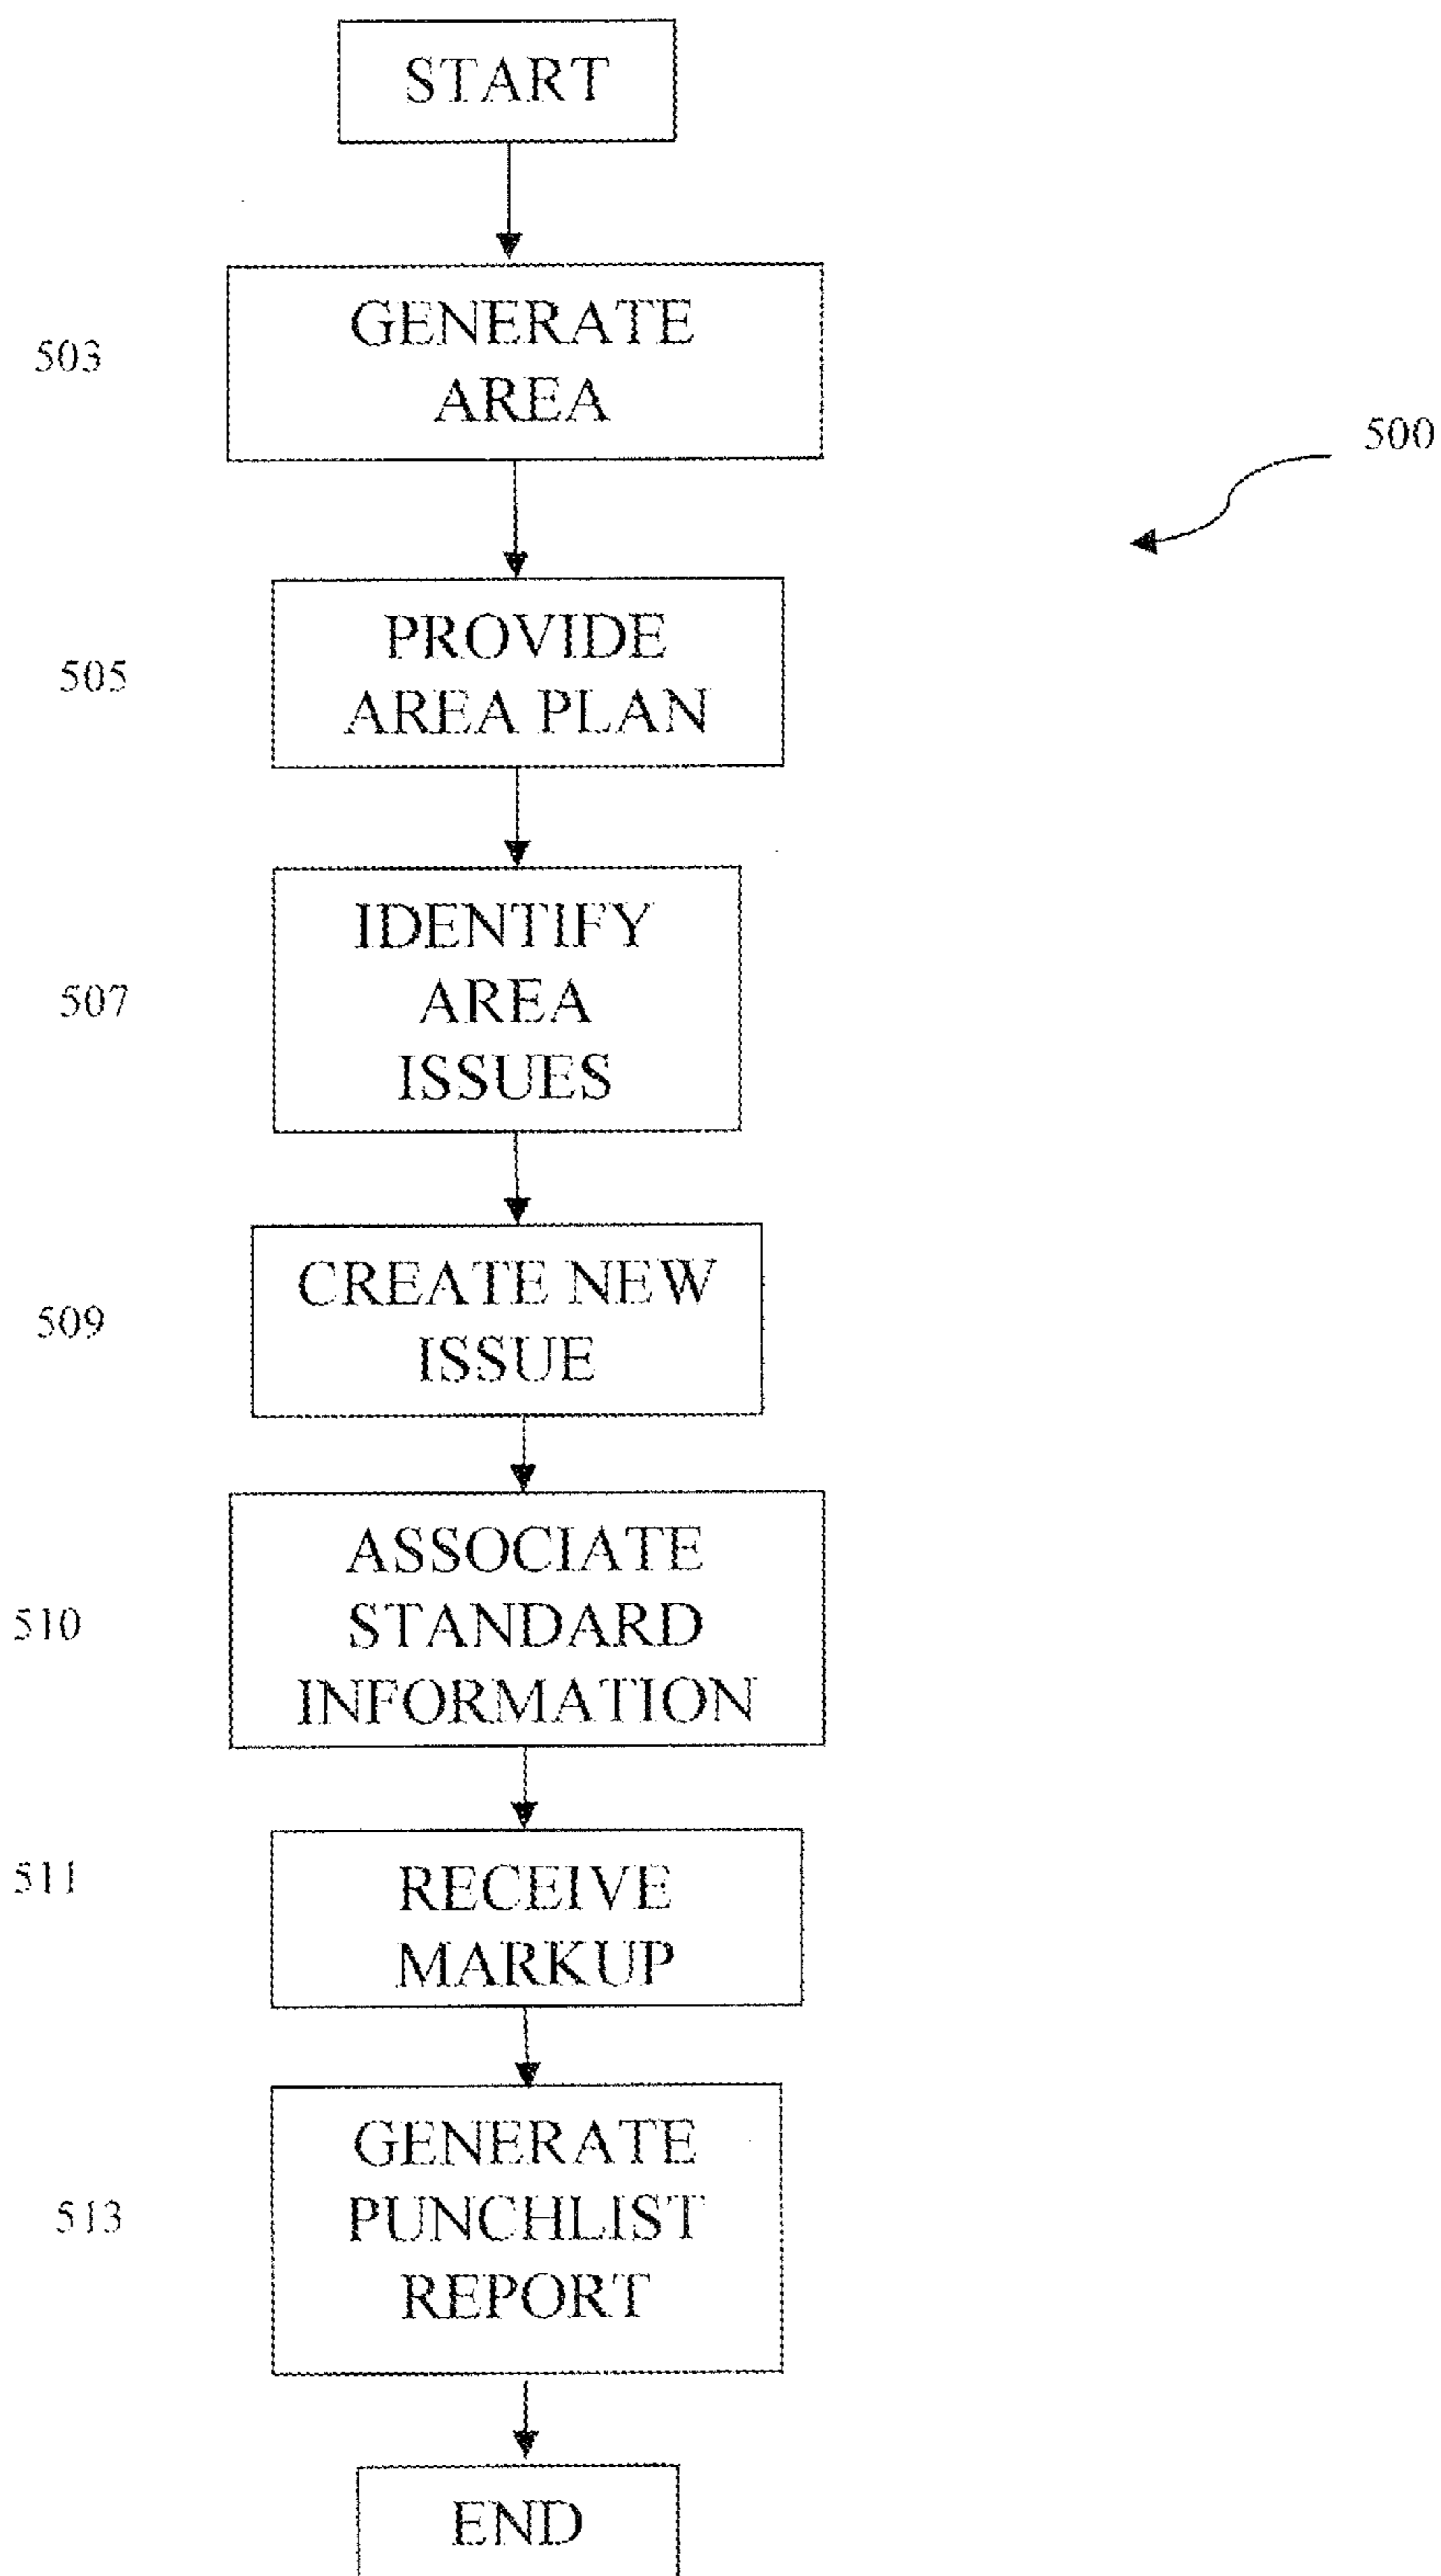 START
503
GENERATE
AREA
500
505
PROVIDE
AREA PLAN
507
IDENTIFY
AREA
ISSUES
509
CREATE NEW
ISSUE
510
ASSOCIATE
STANDARD
INFORMATION
511
RECEIVE
MARKUP
513
GENERATE
PUNCHLIST
REPORT
END